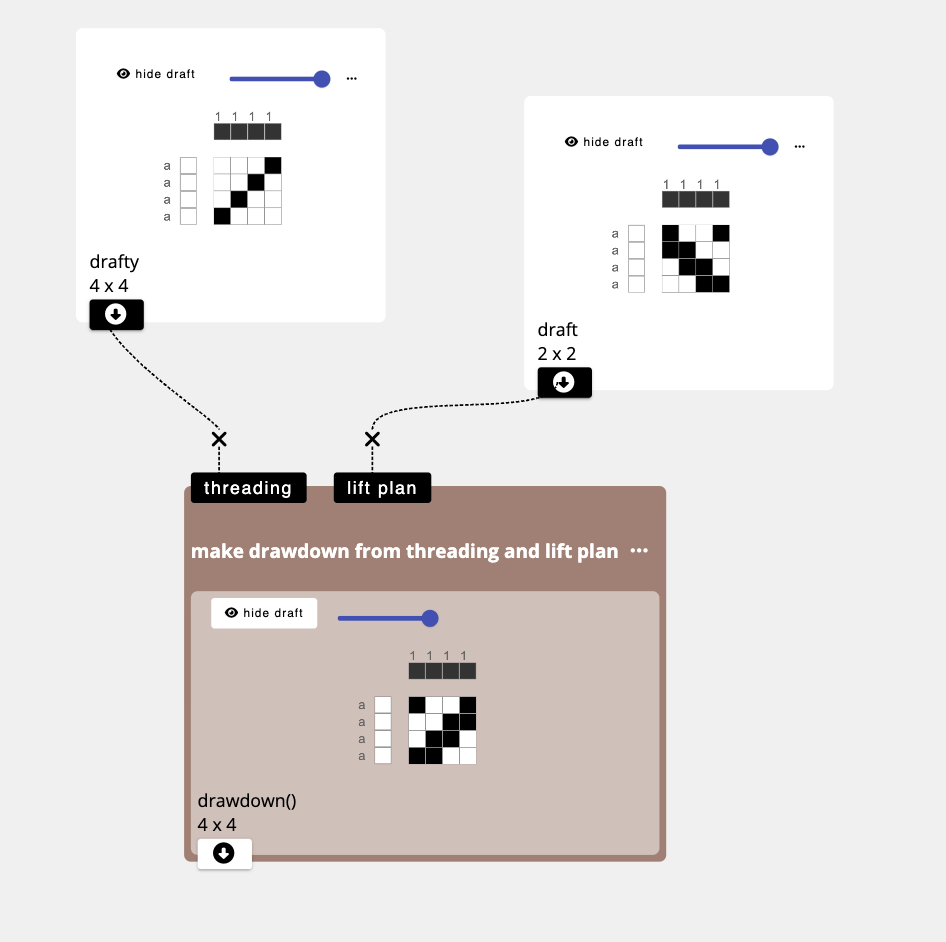 hide draft ...
1 1 1 1
a
a
a
a
drafty
4 x 4
hide draft ...
1 1 1 1
a
a
a
a
draft
2 x 2
threading
lift plan
make drawdown from threading and lift plan ...
hide draft
1 1 1 1
a
a
a
a
drawdown()
4 x 4